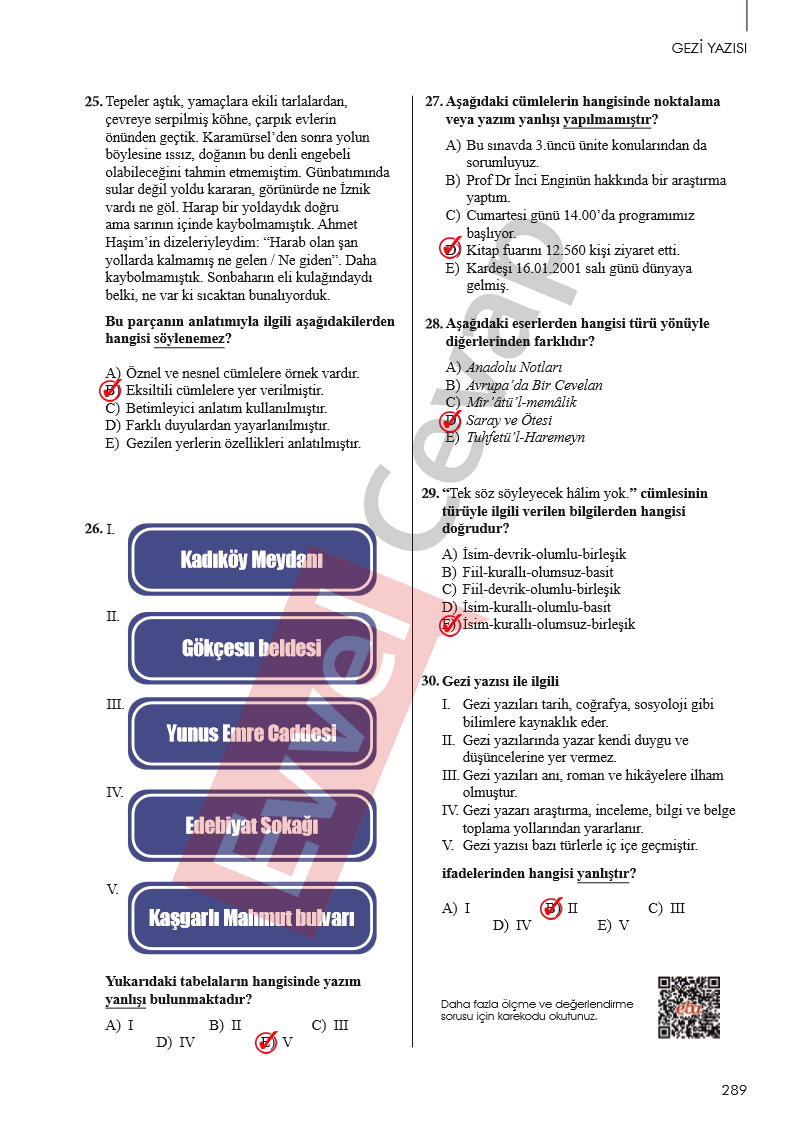 GEZİ YAZISI
25. Tepeler aştık, yamaçlara ekili tarlalardan,
çevreye serpilmiş köhne, çarpık evlerin
önünden geçtik. Karamürsel’den sonra yolun
böylesine ıssız, doğanın bu denli engebeli
olabileceğini tahmin etmemiştim. Günbatımında
sular değil yoldu kararan, görünürde ne İznik
vardı ne göl. Harap bir yoldaydık doğru
ama sarının içinde kaybolmamıştık. Ahmet
Haşim’in dizeleriyleydim: “Harab olan şan
yollarda kalmamış ne gelen / Ne giden”. Daha
kaybolmamıştık. Sonbaharın eli kulağındaydı
belki, ne var ki sıcaktan bunalıyorduk.
Bu parçanın anlatımıyla ilgili aşağıdakilerden
hangisi söylenemez?
A) Öznel ve nesnel cümlelere örnek vardır.
B) Eksiltili cümlelere yer verilmiştir.
C) Betimleyici anlatım kullanılmıştır.
D) Farklı duyulardan yayarlanılmıştır.
E) Gezilen yerlerin özellikleri anlatılmıştır.
26. I.
Kadıköy Meydanı
II.
Gökçesu beldesi
III.
Yunus Emre Caddesi
IV.
Edebiyat Sokağı
V.
Kaşgarlı Mahmut bulvarı
Yukarıdaki tabelaların hangisinde yazım
yanlışı bulunmaktadır?
A) I B) II C) III
D) IV E) V
27. Aşağıdaki cümlelerin hangisinde noktalama
veya yazım yanlışı yapılmamıştır?
A) Bu sınavda 3.üncü ünite konularından da
sorumluyuz.
B) Prof Dr İnci Enginün hakkında bir araştırma
yaptım.
C) Cumartesi günü 14.00’da programımız
başlıyor.
D) Kitap fuarını 12.560 kişi ziyaret etti.
E) Kardeşi 16.01.2001 salı günü dünyaya
gelmiş.
28. Aşağıdaki eserlerden hangisi türü yönüyle
diğerlerinden farklıdır?
A) Anadolu Notları
B) Avrupa’da Bir Cevelan
C) Mir’âtü’l-memâlik
D) Saray ve Ötesi
E) Tuhfetü’l-Haremeyn
29. “Tek söz söyleyecek hâlim yok.” cümlesinin
türüyle ilgili verilen bilgilerden hangisi
doğrudur?
A) İsim-devrik-olumlu-birleşik
B) Fiil-kurallı-olumsuz-basit
C) Fiil-devrik-olumlu-birleşik
D) İsim-kurallı-olumlu-basit
E) İsim-kurallı-olumsuz-birleşik
30. Gezi yazısı ile ilgili
I. Gezi yazıları tarih, coğrafya, sosyoloji gibi
bilimlere kaynaklık eder.
II. Gezi yazılarında yazar kendi duygu ve
düşüncelerine yer vermez.
III. Gezi yazıları anı, roman ve hikâyelere ilham
olmuştur.
IV. Gezi yazarı araştırma, inceleme, bilgi ve belge
toplama yollarından yararlanır.
V. Gezi yazısı bazı türlerle iç içe geçmiştir.
ifadelerinden hangisi yanlıştır?
A) I B) II C) III
D) IV E) V
Daha fazla ölçme ve değerlendirme
sorusu için karekodu okutunuz.
eba
289
Evvel Cevap